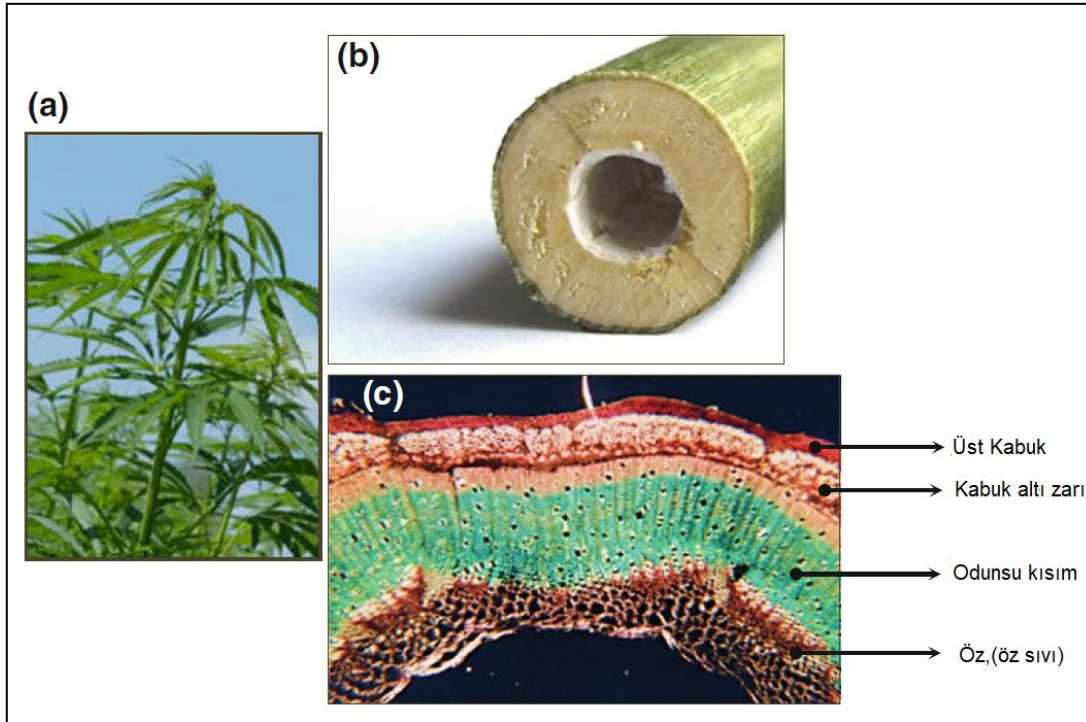 (a)
(b)
(c)
Üst Kabuk
Kabuk altı zarı
Odunsu kısım
Öz,(öz sıvı)